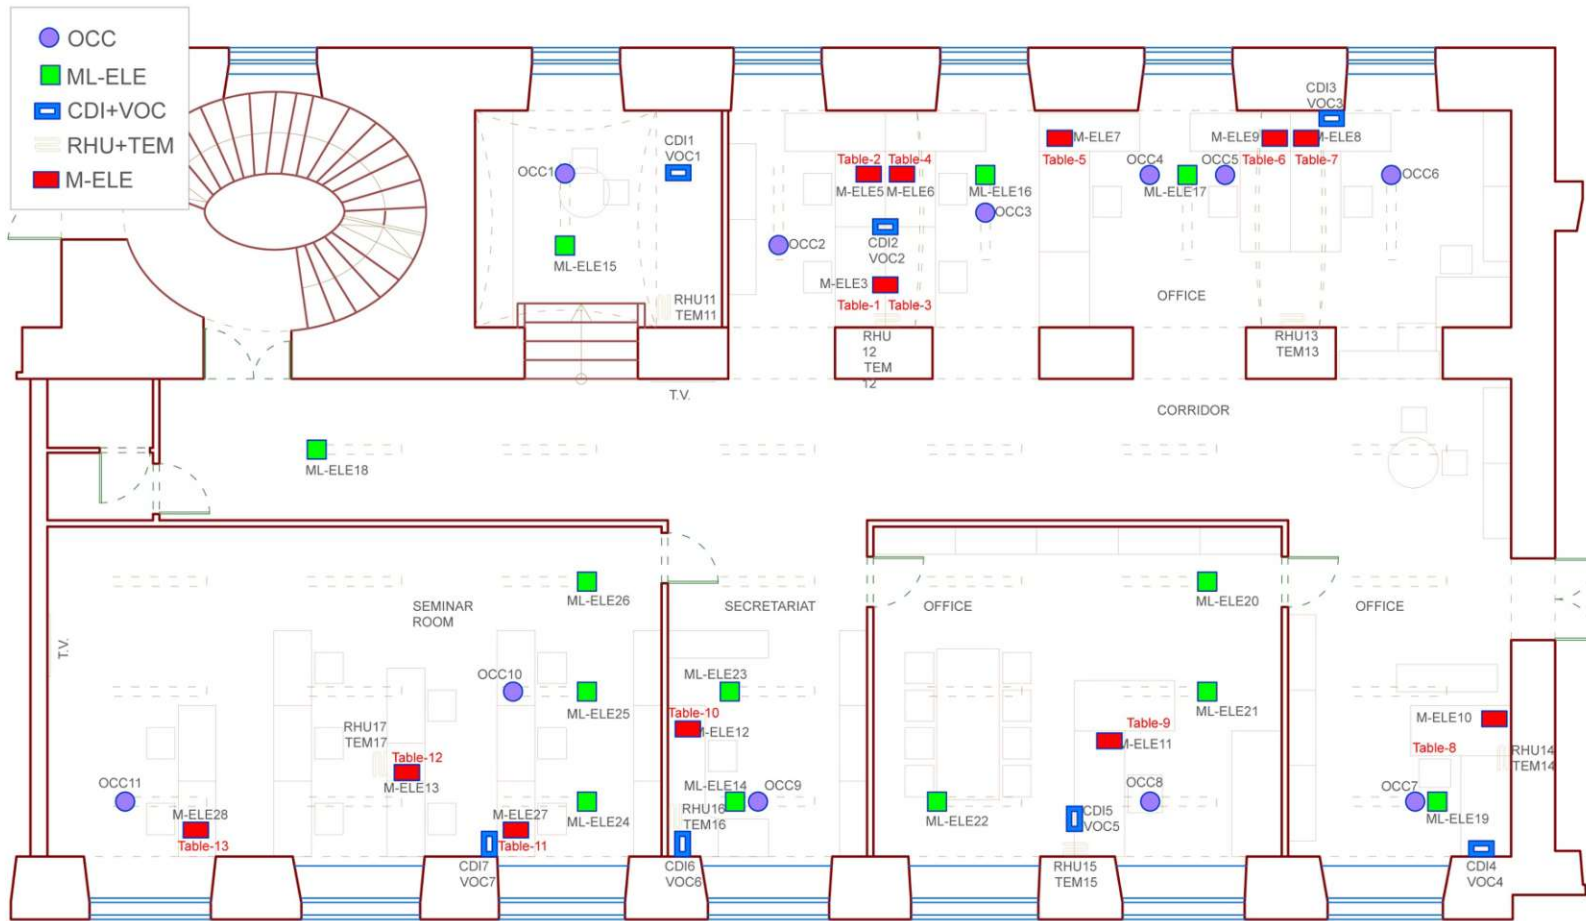 OCC
ML-ELE
CDI+VOC
RHU+TEM
M-ELE
CDI1
VOC1
OCC1
ML-ELE15
RHU11
TEM11
Table-2
Table-4
M-ELE5
M-ELE6
ML-ELE16
OCC3
OCC2
CDI2
VOC2
M-ELE3
Table-1
Table-3
RHU
12
TEM
12
M-ELE7
Table-5
OCC4
OCC5
ML-ELE17
CDI3
VOC3
M-ELE9
M-ELE8
Table-6
Table-7
OCC6
OFFICE
RHU13
TEM13
T.V.
CORRIDOR
ML-ELE18
ML-ELE26
SEMINAR
ROOM
T.V.
OCC10
ML-ELE25
RHU17
TEM17
Table-12
M-ELE13
OCC11
M-ELE28
Table-13
M-ELE27
Table-11
ML-ELE24
CDI7
VOC7
SECRETARIAT
ML-ELE23
Table-10
M-ELE12
ML-ELE14
OCC9
RHU16
TEM16
CDI6
VOC6
OFFICE
ML-ELE20
ML-ELE21
Table-9
M-ELE11
OCC8
ML-ELE22
CDI5
VOC5
RHU15
TEM15
OFFICE
M-ELE10
Table-8
RHU14
TEM14
OCC7
ML-ELE19
CDI4
VOC4